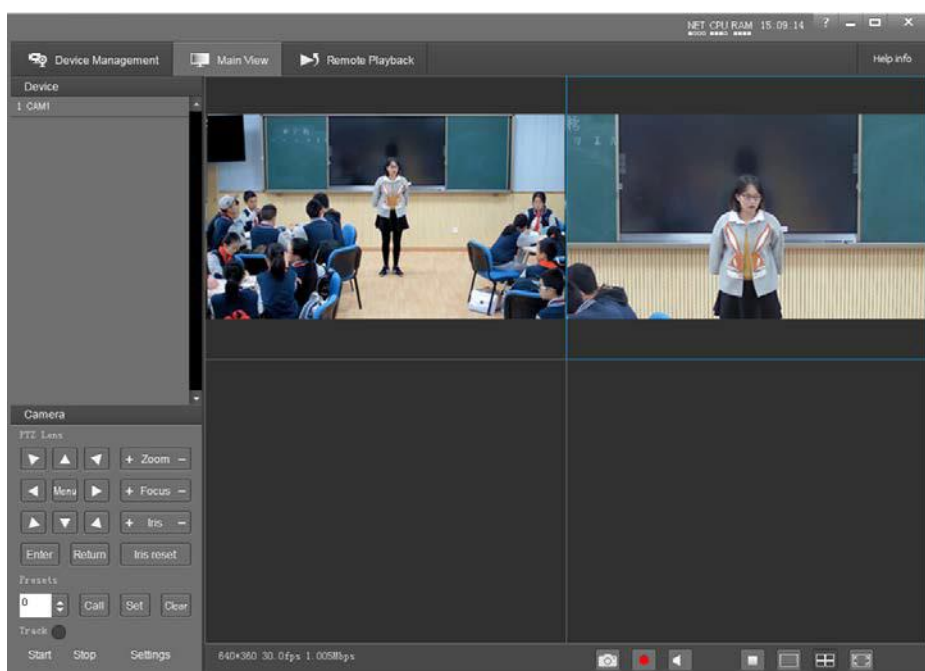 NET CPU RAM 15:09:14 ?
Device Management Main View Remote Playback Help info
Device
1 CAM1
Camera
PTZ Lens
+ Zoom -
Menu + Focus -
+ Iris -
Enter Return Iris reset
Presets
0 Call Set Clear
Track
Start Stop Settings
640*360 30.0fps 1.005Mbps